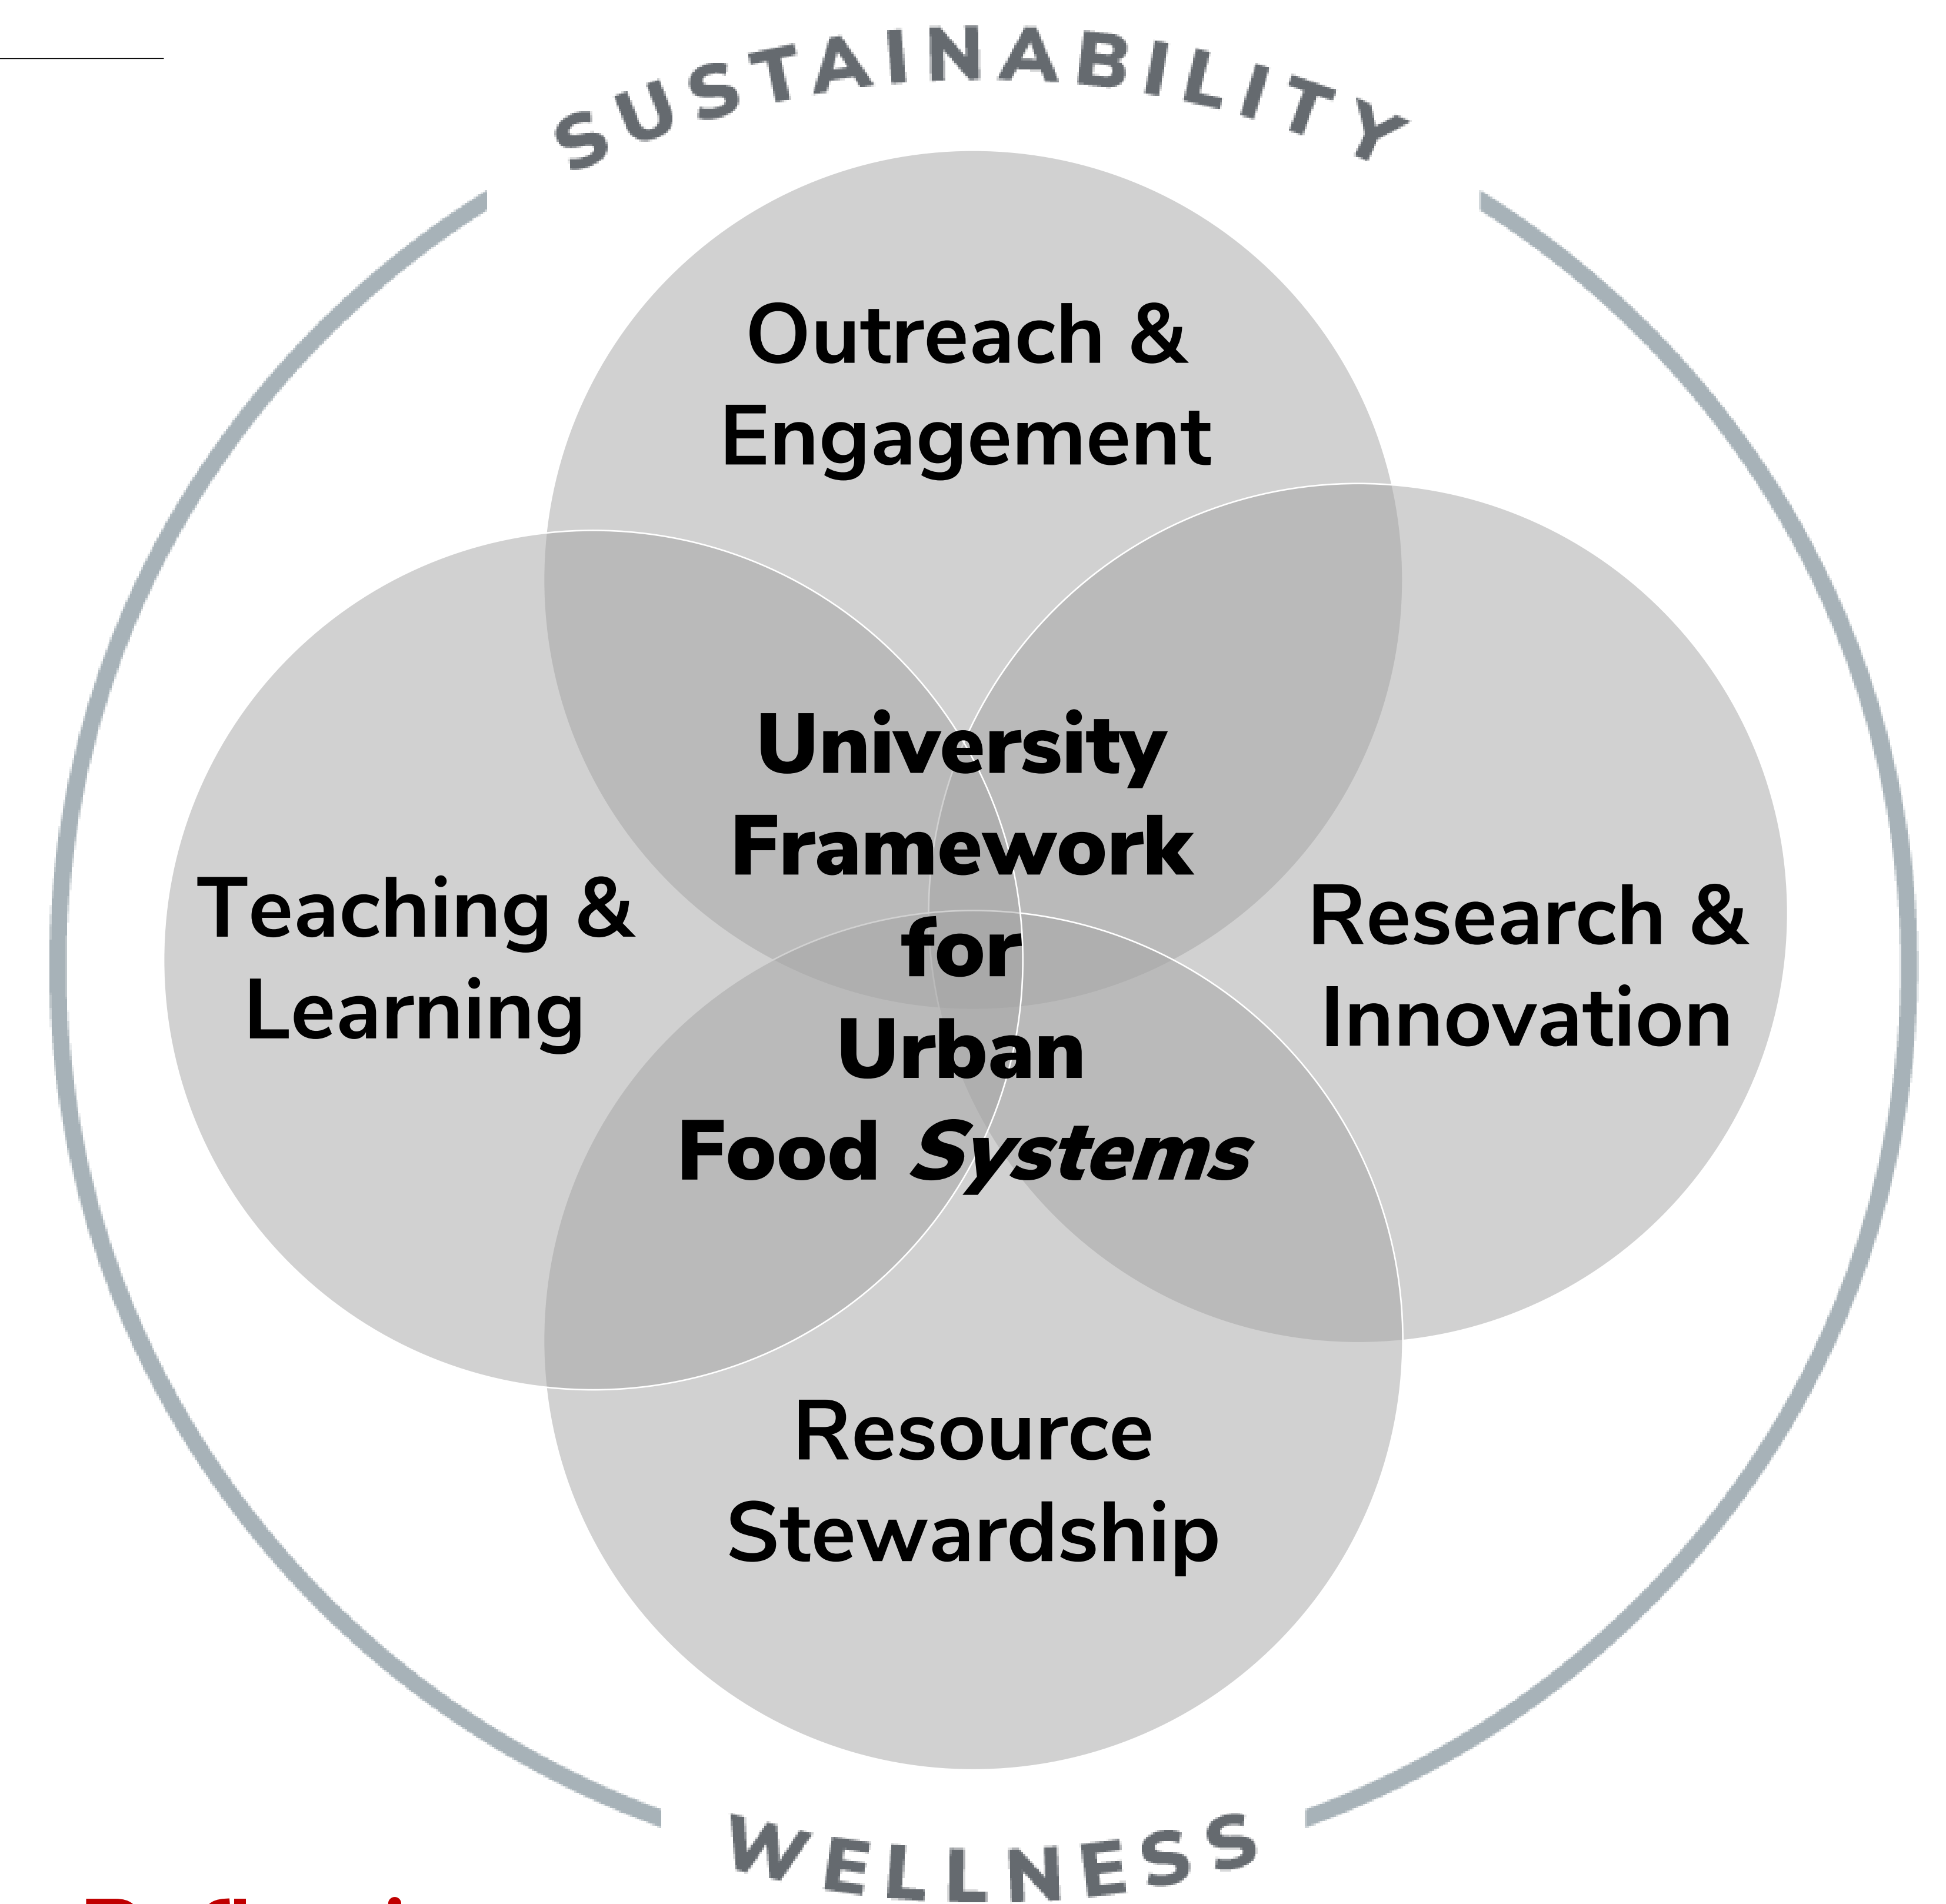 SUSTAINABILITY
Outreach &
Engagement
University
Framework
for
Urban
Food Systems
Teaching &
Learning
Research &
Innovation
Resource
Stewardship
WELLNESS